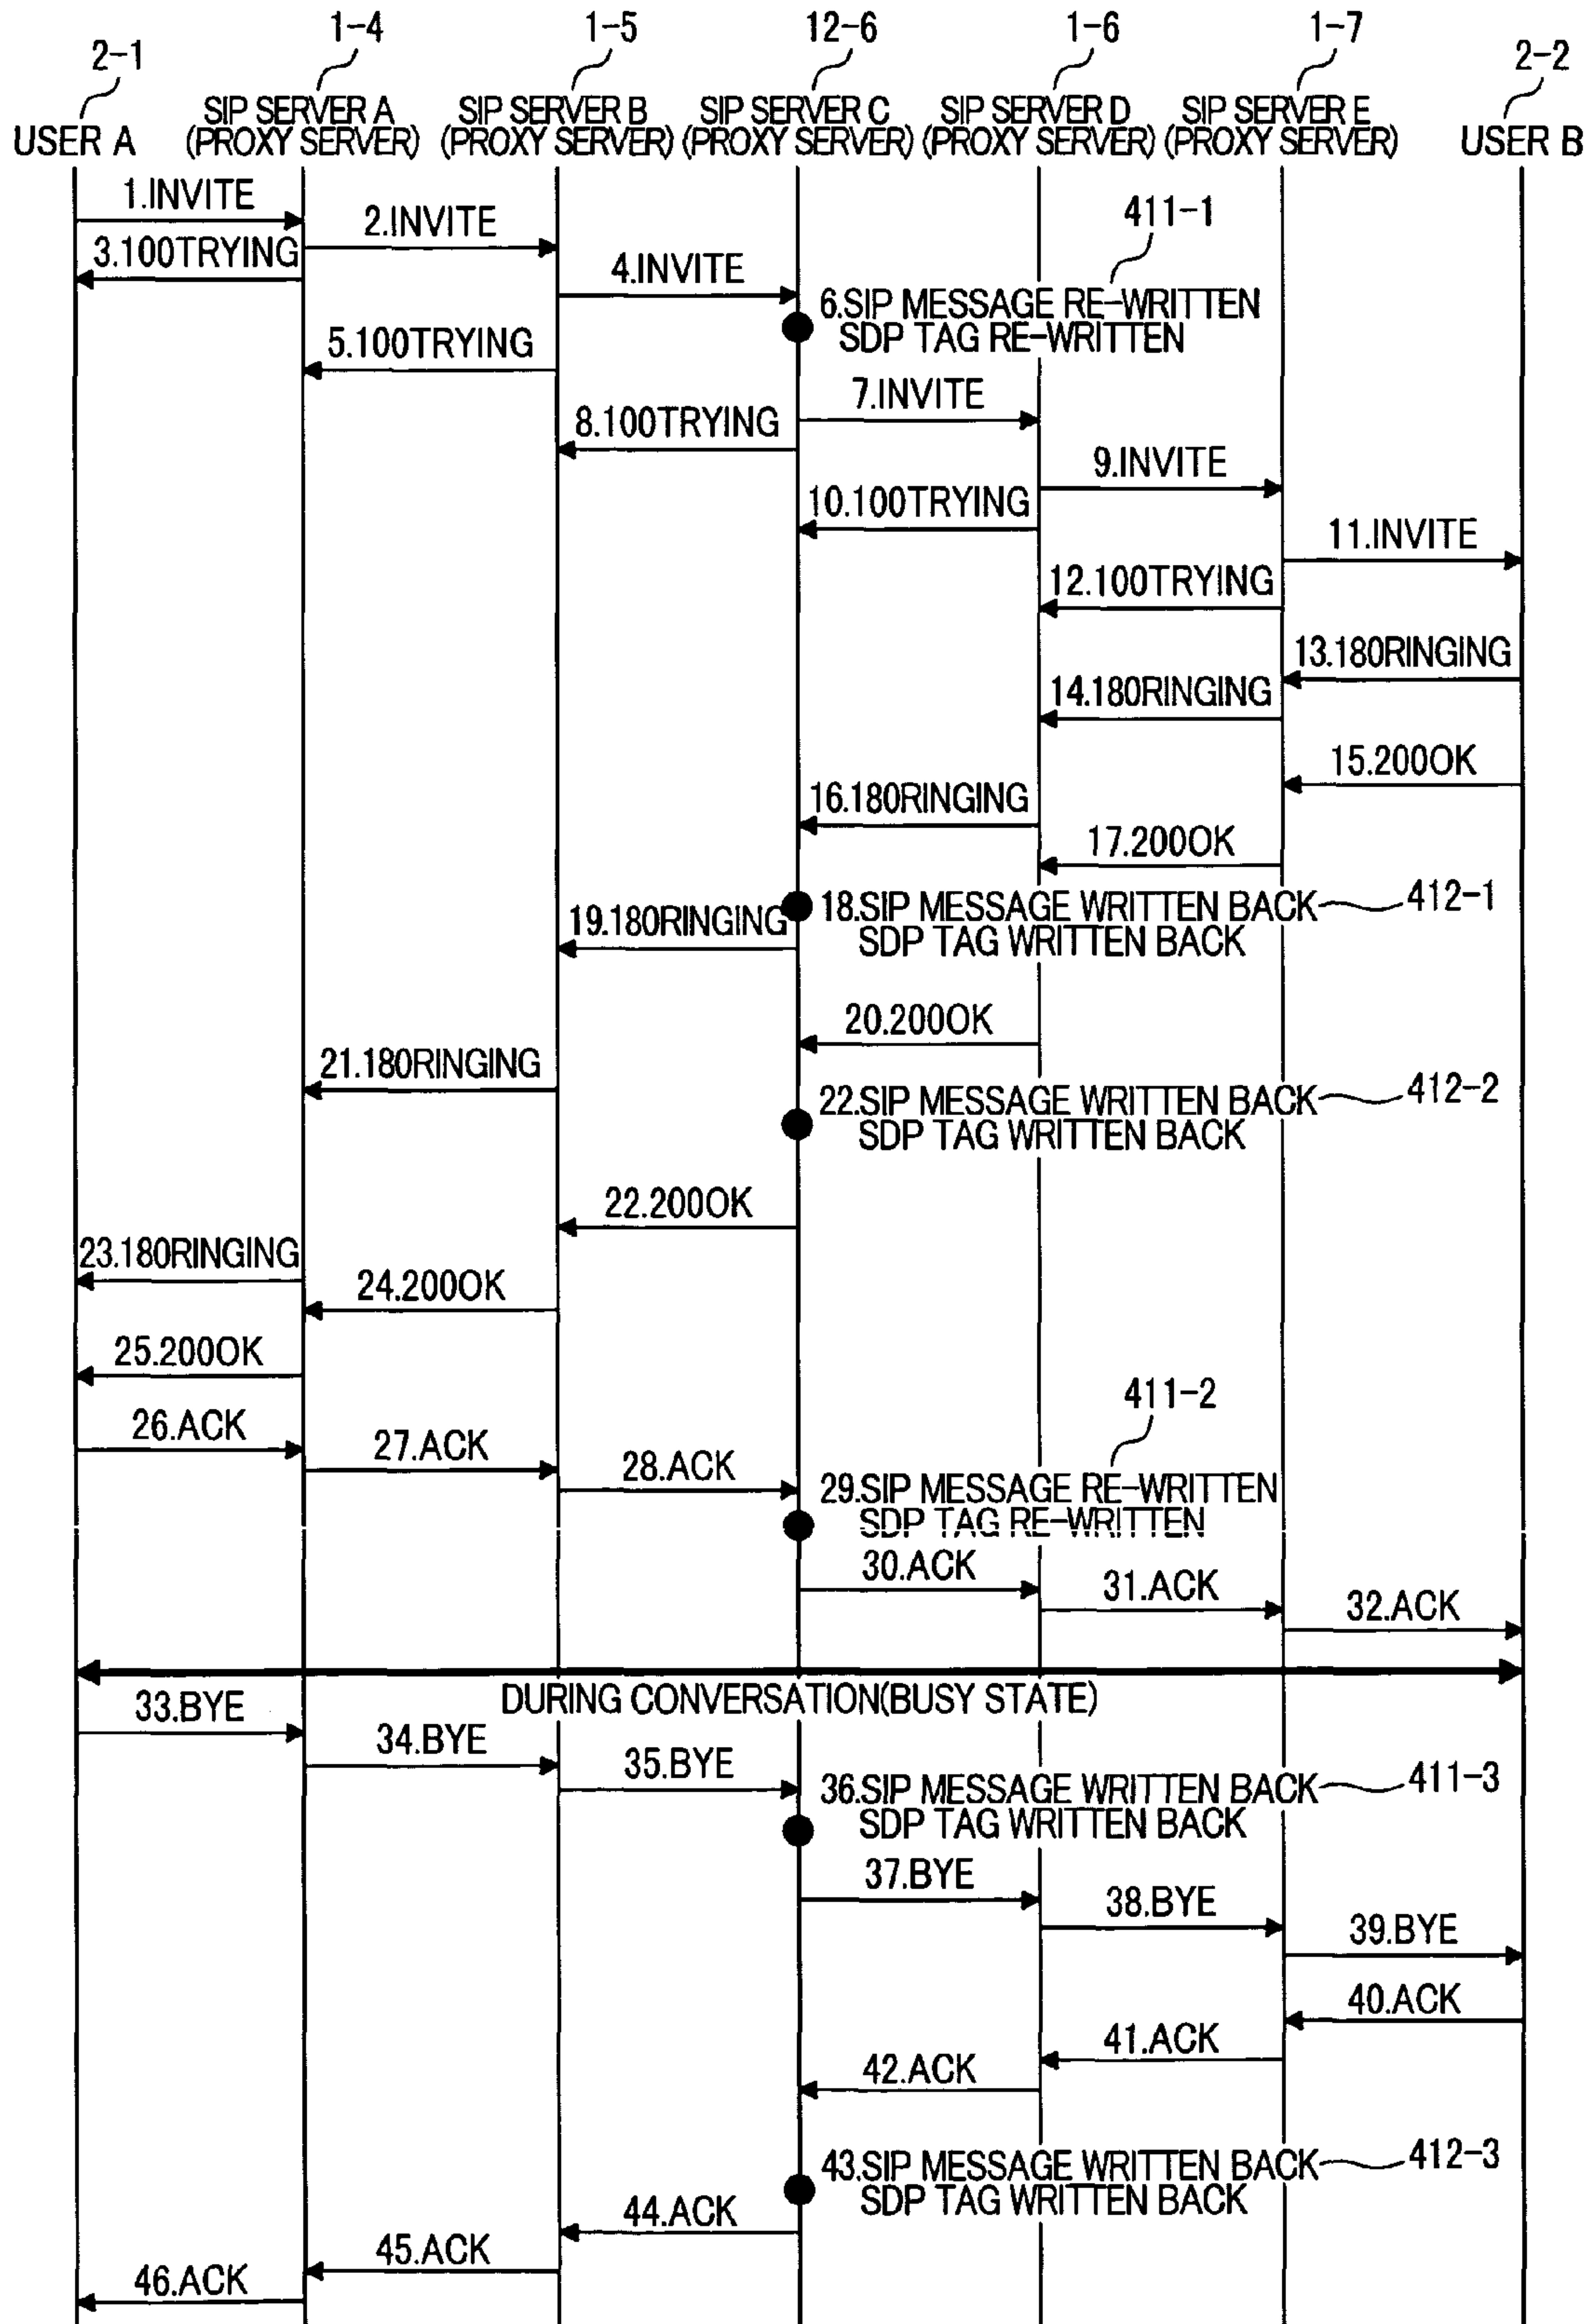 1-4
1-5
12-6
1-6
1-7
2-1
2-2
SIP SERVER A
SIP SERVER B
SIP SERVER C
SIP SERVER D
SIP SERVER E
USER A
(PROXY SERVER)
(PROXY SERVER)
(PROXY SERVER)
(PROXY SERVER)
(PROXY SERVER)
USER B
1.INVITE
2.INVITE
411-1
3.100TRYING
4.INVITE
6.SIP MESSAGE RE-WRITTEN
SDP TAG RE-WRITTEN
5.100TRYING
7.INVITE
8.100TRYING
9.INVITE
10.100TRYING
11.INVITE
12.100TRYING
13.180RINGING
14.180RINGING
15.200OK
16.180RINGING
17.200OK
18.SIP MESSAGE WRITTEN BACK
412-1
SDP TAG WRITTEN BACK
19.180RINGING
20.200OK
21.180RINGING
22.SIP MESSAGE WRITTEN BACK
412-2
SDP TAG WRITTEN BACK
22.200OK
23.180RINGING
24.200OK
25.200OK
411-2
26.ACK
27.ACK
28.ACK
29.SIP MESSAGE RE-WRITTEN
SDP TAG RE-WRITTEN
30.ACK
31.ACK
32.ACK
DURING CONVERSATION(BUSY STATE)
33.BYE
34.BYE
35.BYE
36.SIP MESSAGE WRITTEN BACK
411-3
SDP TAG WRITTEN BACK
37.BYE
38.BYE
39.BYE
40.ACK
41.ACK
42.ACK
43.SIP MESSAGE WRITTEN BACK
412-3
SDP TAG WRITTEN BACK
44.ACK
45.ACK
46.ACK